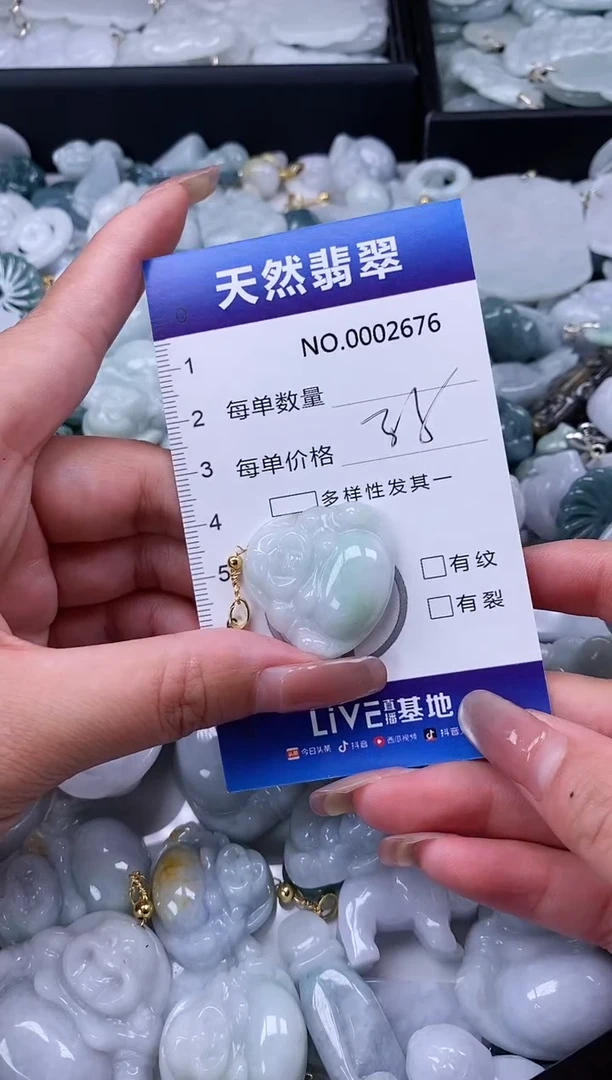 天然翡翠
NO.0002676
0
1
2
3
4
5
每单数量
38
每单价格
多样性发其一
有纹
有裂
LiVE直播基地
今日头条 抖音 西瓜视频 抖音